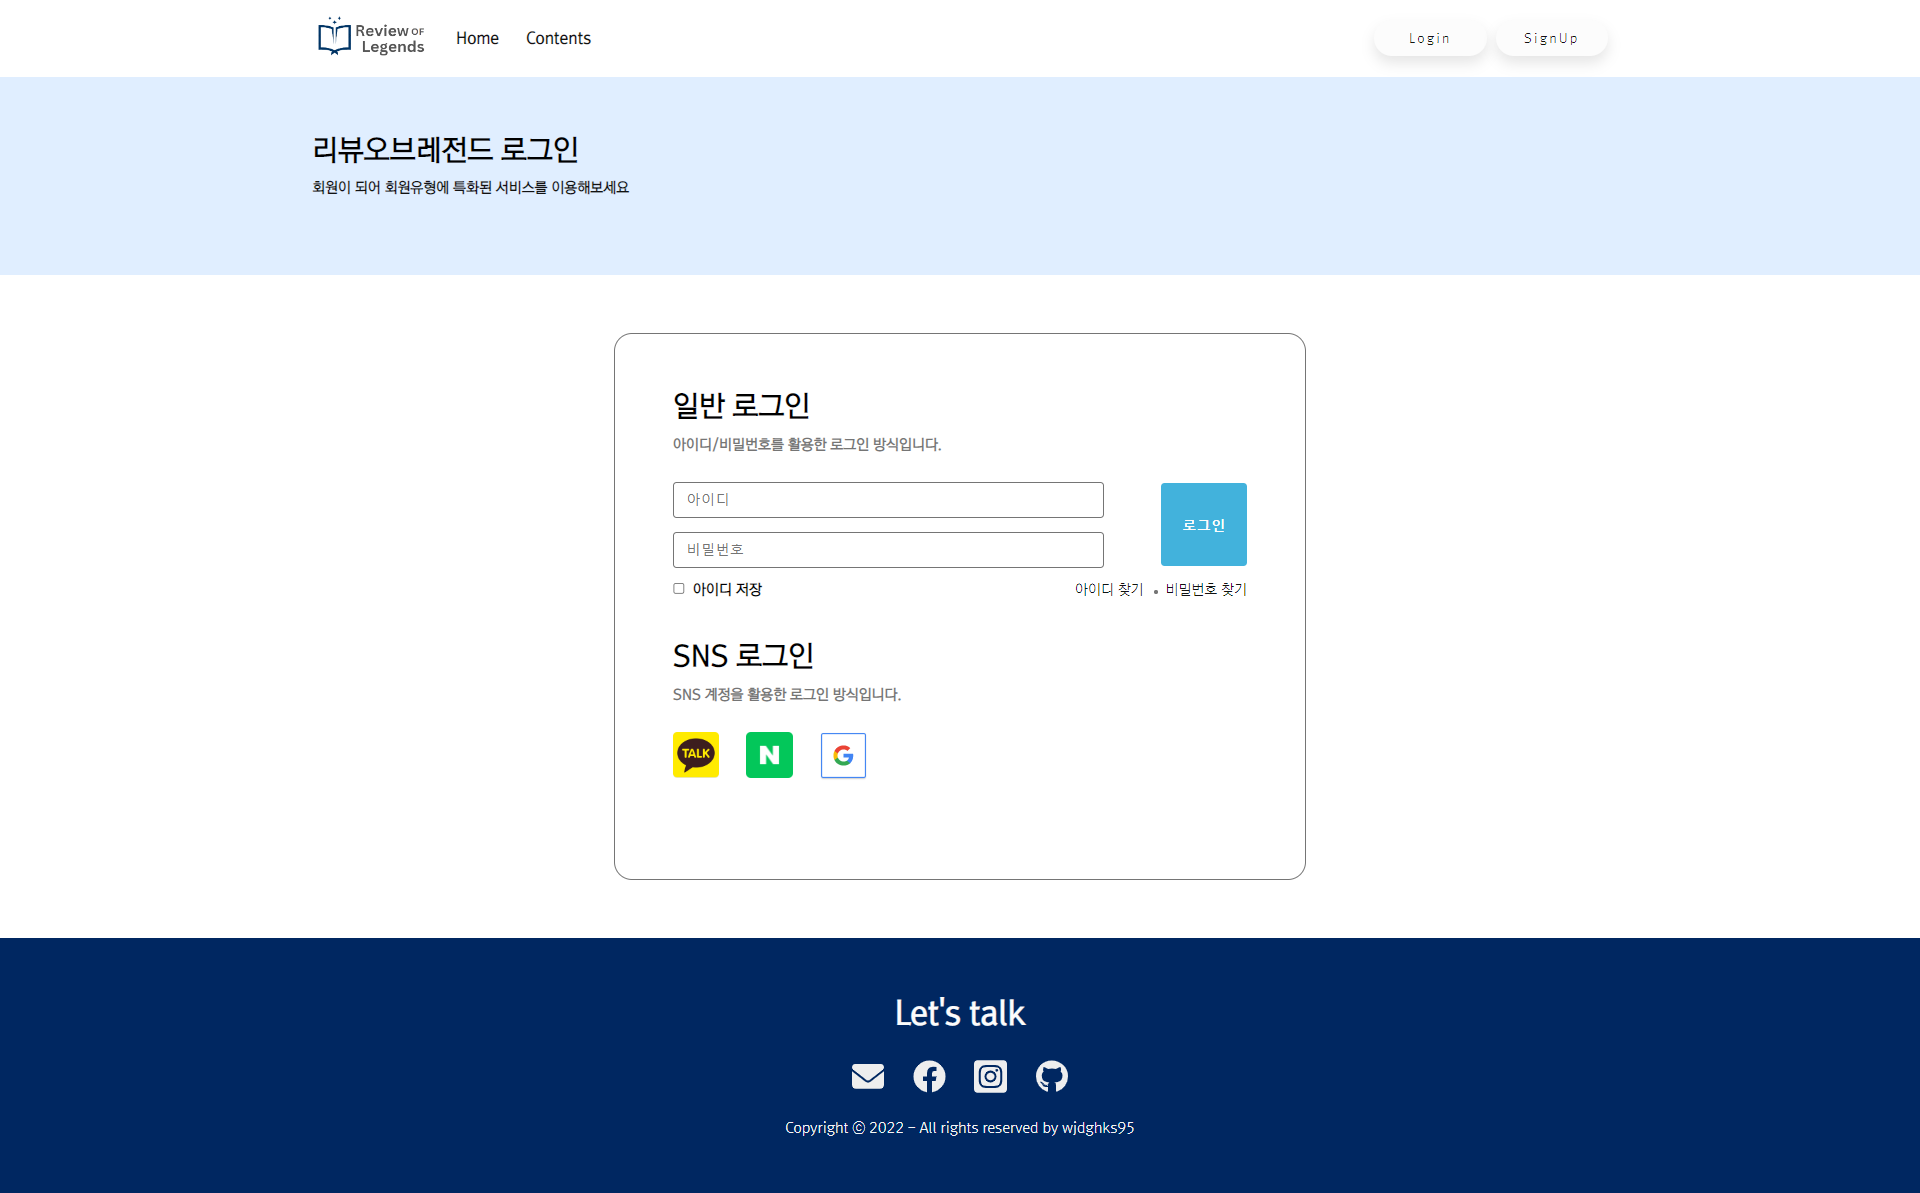 Review OF
Legends
Home
Contents
Login
SignUp
리뷰오브레전드 로그인
회원이 되어 회원유형에 특화된 서비스를 이용해보세요
일반 로그인
아이디/비밀번호를 활용한 로그인 방식입니다.
아이디
로그인
비밀번호
아이디 저장
아이디 찾기 • 비밀번호 찾기
SNS 로그인
SNS 계정을 활용한 로그인 방식입니다.
TALK
N
G
Let's talk
Copyright © 2022 – All rights reserved by wjdghks95